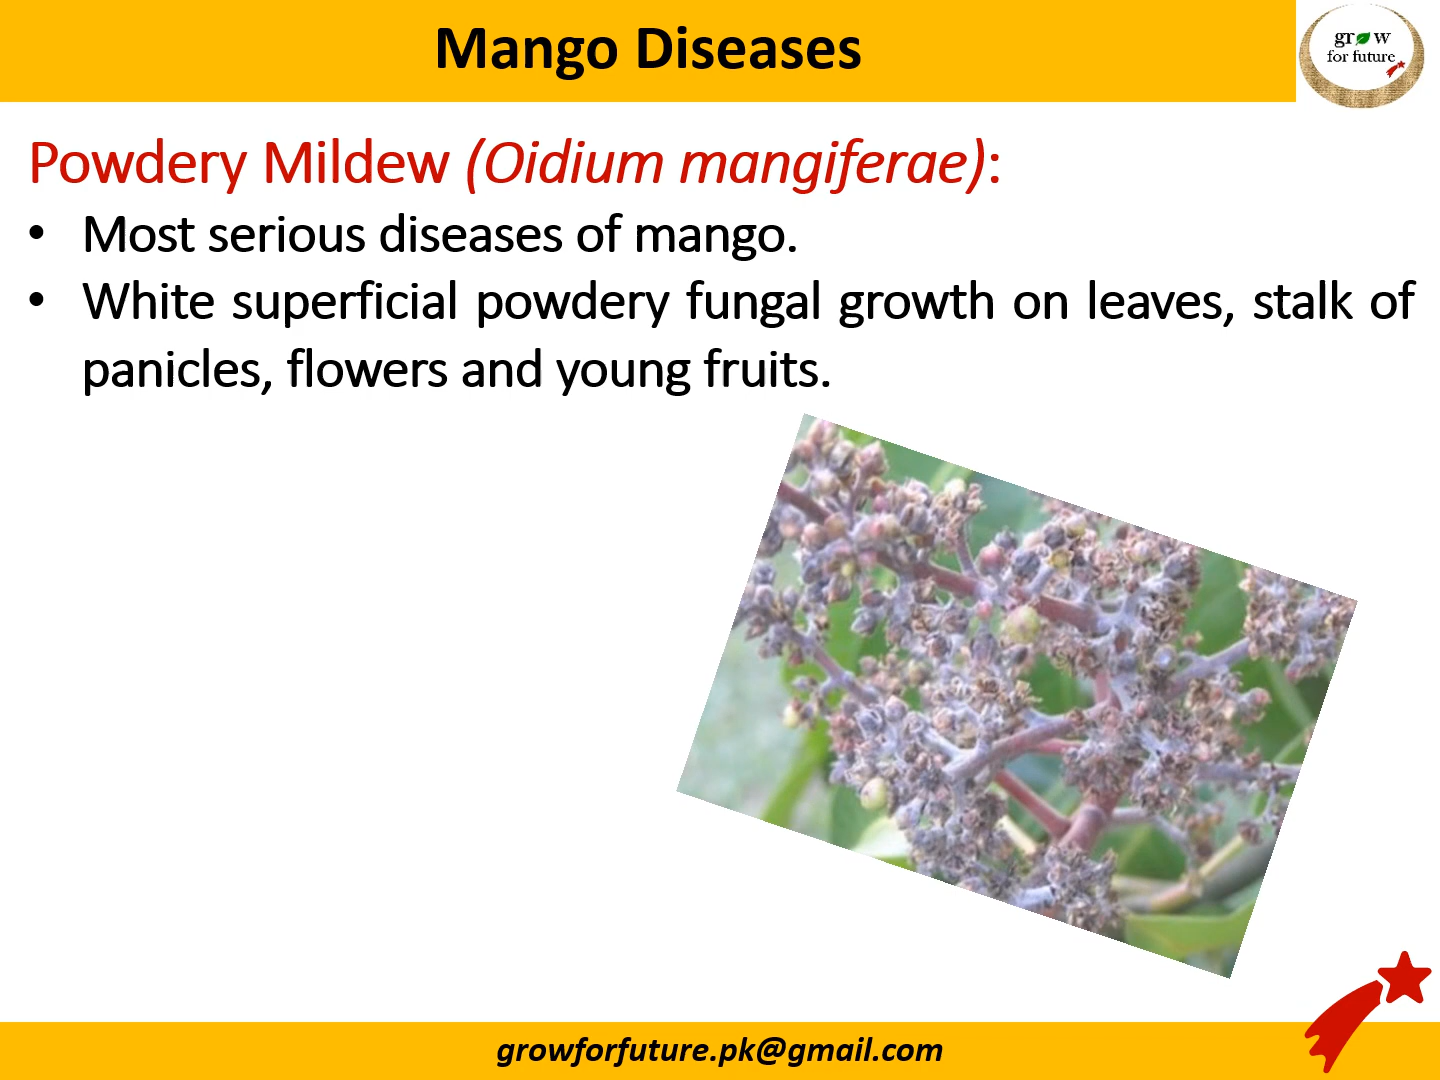 Mango Diseases
gr w
for future
Powdery Mildew (Oidium mangiferae):
• Most serious diseases of mango.
• White superficial powdery fungal growth on leaves, stalk of
panicles, flowers and young fruits.
growforfuture.pk@gmail.com